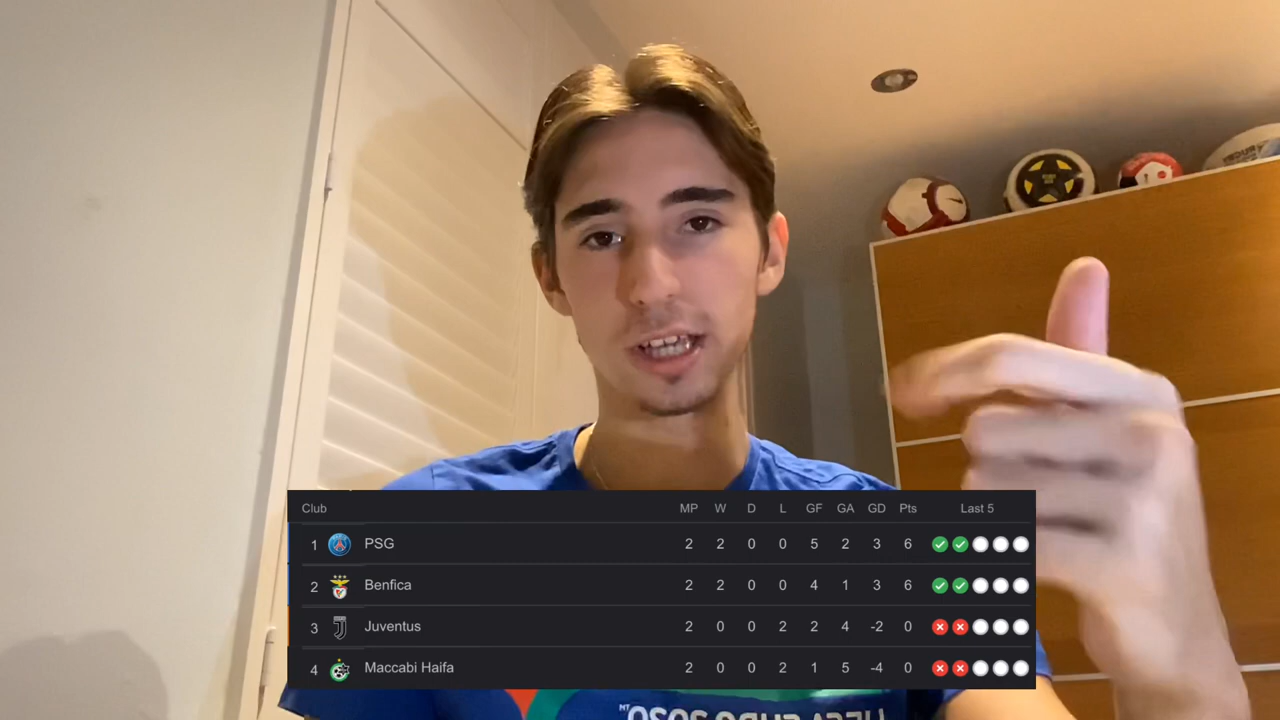 Club MP W D L GF GA GD Pts Last 5
1 PSG 2 2 0 0 5 2 3 6
2 Benfica 2 2 0 0 4 1 3 6
3 Juventus 2 0 0 2 2 4 -2 0
4 Maccabi Haifa 2 0 0 2 1 5 -4 0